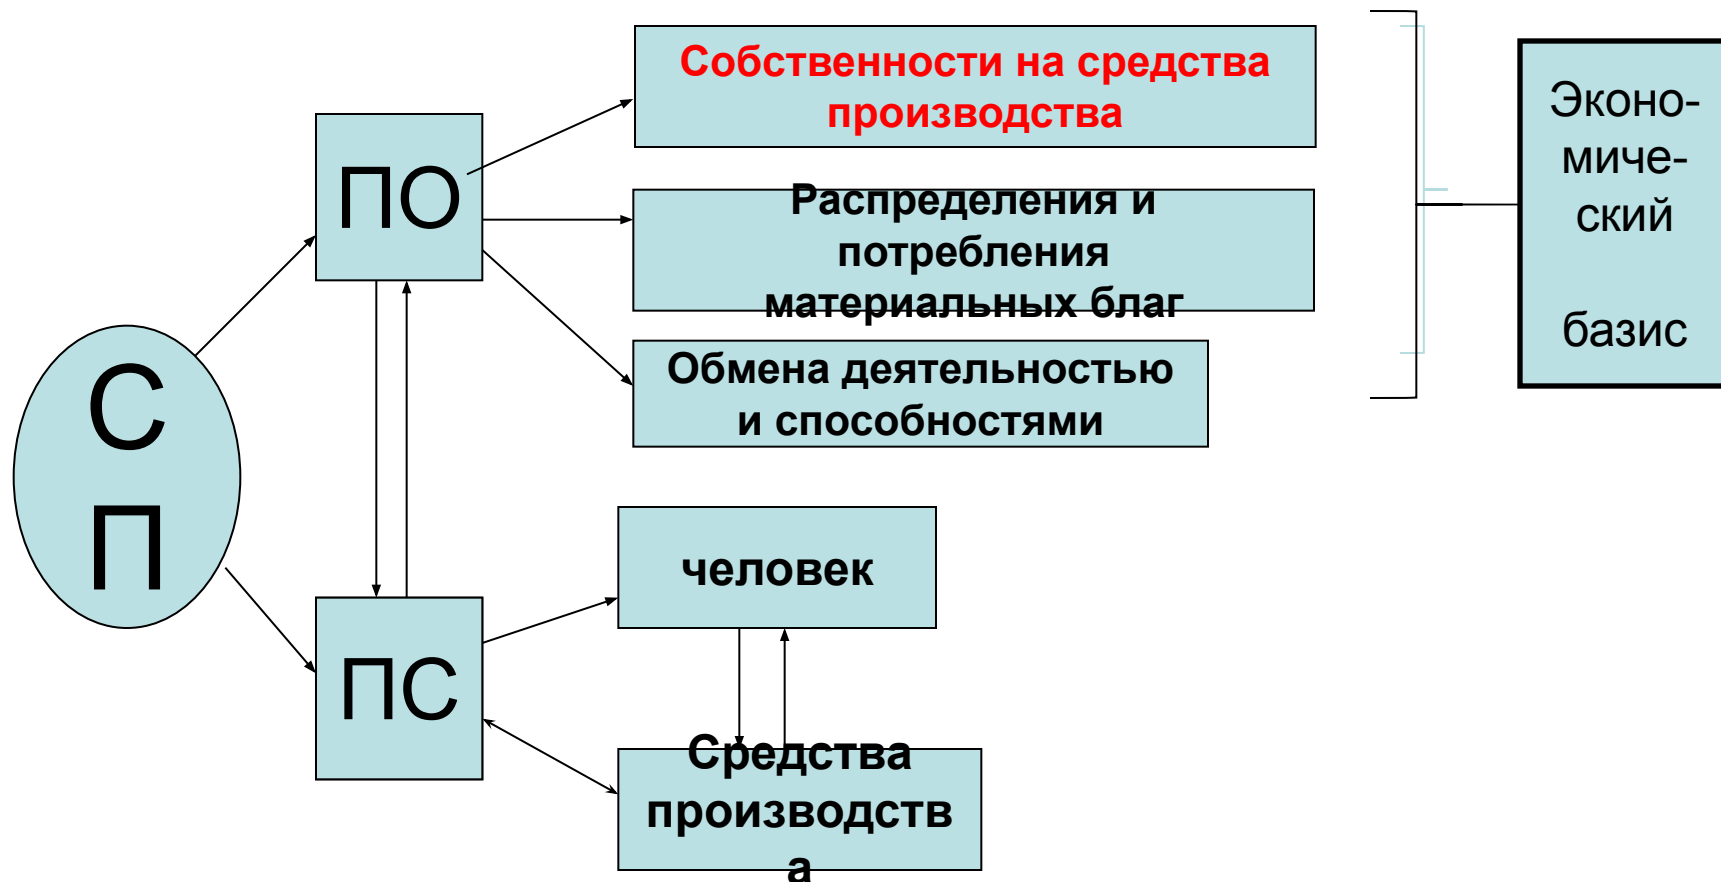 С
П
ПО
ПС
Собственности на средства
производства
Распределения и
потребления
материальных благ
Обмена деятельностью
и способностями
человек
Средства
производств
а
Эконо-
миче-
ский
базис